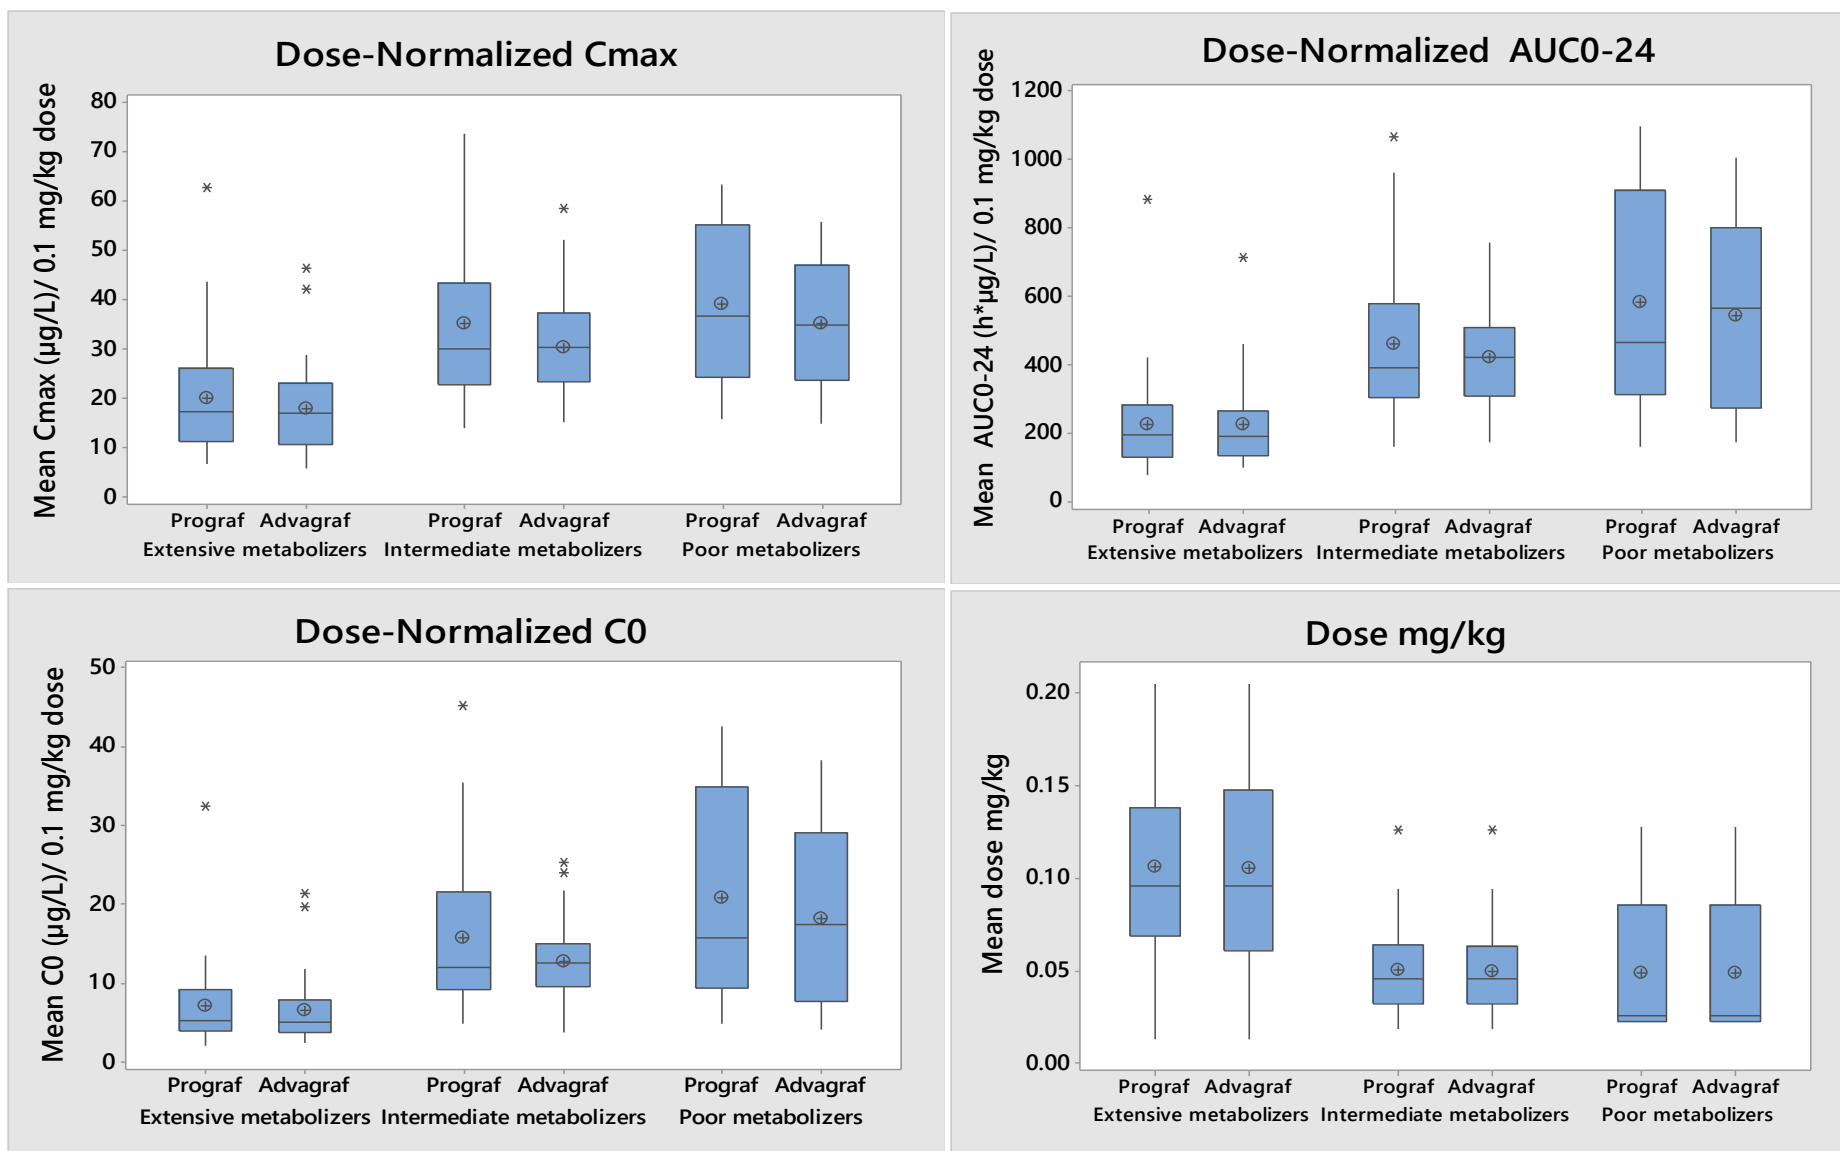 Dose-Normalized Cmax
Mean Cmax (µg/L)/ 0.1 mg/kg dose
80
70
60
50
40
30
20
10
0
Prograf Advagraf Prograf Advagraf Prograf Advagraf
Extensive metabolizers Intermediate metabolizers Poor metabolizers
Dose-Normalized AUC0-24
Mean AUC0-24 (h*µg/L)/ 0.1 mg/kg dose
1200
1000
800
600
400
200
0
Prograf Advagraf Prograf Advagraf Prograf Advagraf
Extensive metabolizers Intermediate metabolizers Poor metabolizers
Dose-Normalized C0
Mean C0 (µg/L)/ 0.1 mg/kg dose
50
40
30
20
10
0
Prograf Advagraf Prograf Advagraf Prograf Advagraf
Extensive metabolizers Intermediate metabolizers Poor metabolizers
Dose mg/kg
Mean dose mg/kg
0.20
0.15
0.10
0.05
0.00
Prograf Advagraf Prograf Advagraf Prograf Advagraf
Extensive metabolizers Intermediate metabolizers Poor metabolizers